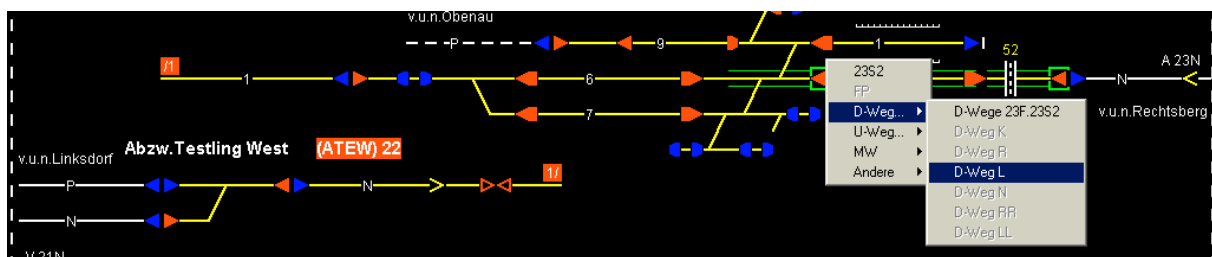 v.u.n.Obenau
P
9
1
52
A 23N
/1
1
6
N
v.u.n.Rechtsberg
7
23S2
FP
D-Weg...
U-Weg...
MW
Andere
D-Wege 23F.23S2
D-Weg K
D-Weg R
D-Weg L
D-Weg N
D-Weg RR
D-Weg LL
Abzw.Testling West (ATEW) 22
v.u.n.Linksdorf
1/
P
N
N
V 21N